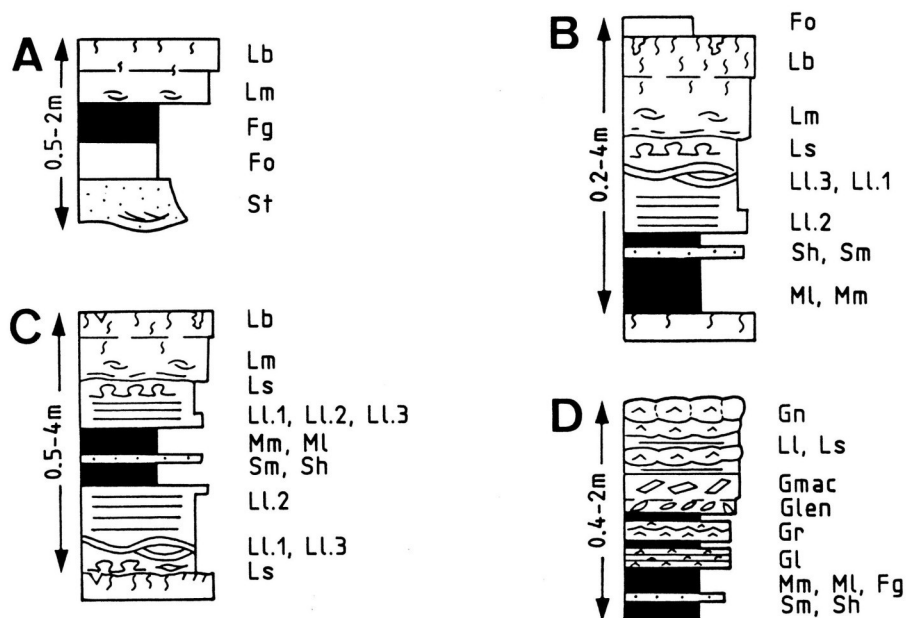 A
0.5–2m
Lb
Lm
Fg
Fo
St
B
0.2–4m
Fo
Lb
Lm
Ls
Ll.3, Ll.1
Ll.2
Sh, Sm
Ml, Mm
C
0.5–4m
Lb
Lm
Ls
Ll.1, Ll.2, Ll.3
Mm, Ml
Sm, Sh
Ll.2
Ll.1, Ll.3
Ls
D
0.4–2m
Gn
Ll, Ls
Gmac
Glen
Gr
Gl
Mm, Ml, Fg
Sm, Sh